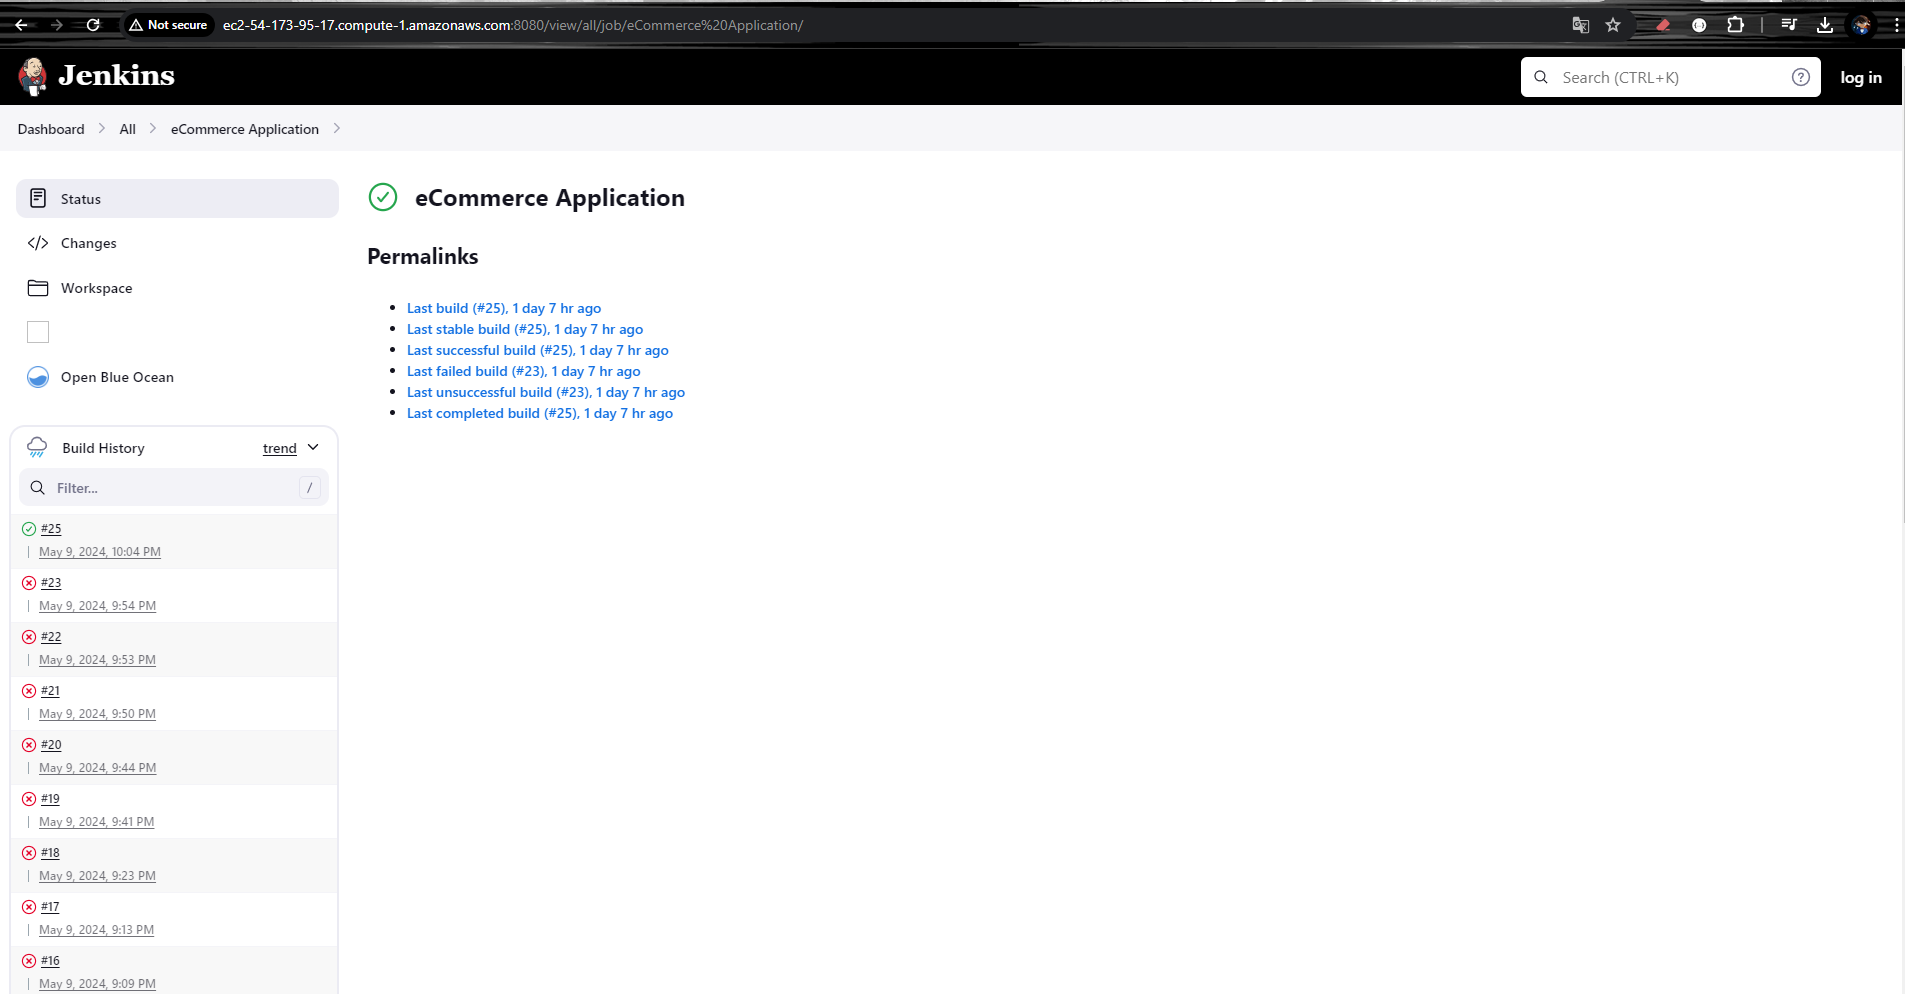 Not secure ec2-54-173-95-17.compute-1.amazonaws.com:8080/view/all/job/eCommerce%20Application/
Jenkins
Search (CTRL+K)
log in
Dashboard
All
eCommerce Application
Status
Changes
Workspace
Open Blue Ocean
Build History
trend
Filter...
/
#25
May 9, 2024, 10:04 PM
#23
May 9, 2024, 9:54 PM
#22
May 9, 2024, 9:53 PM
#21
May 9, 2024, 9:50 PM
#20
May 9, 2024, 9:44 PM
#19
May 9, 2024, 9:41 PM
#18
May 9, 2024, 9:23 PM
#17
May 9, 2024, 9:13 PM
#16
May 9, 2024, 9:09 PM
eCommerce Application
Permalinks
Last build (#25), 1 day 7 hr ago
Last stable build (#25), 1 day 7 hr ago
Last successful build (#25), 1 day 7 hr ago
Last failed build (#23), 1 day 7 hr ago
Last unsuccessful build (#23), 1 day 7 hr ago
Last completed build (#25), 1 day 7 hr ago